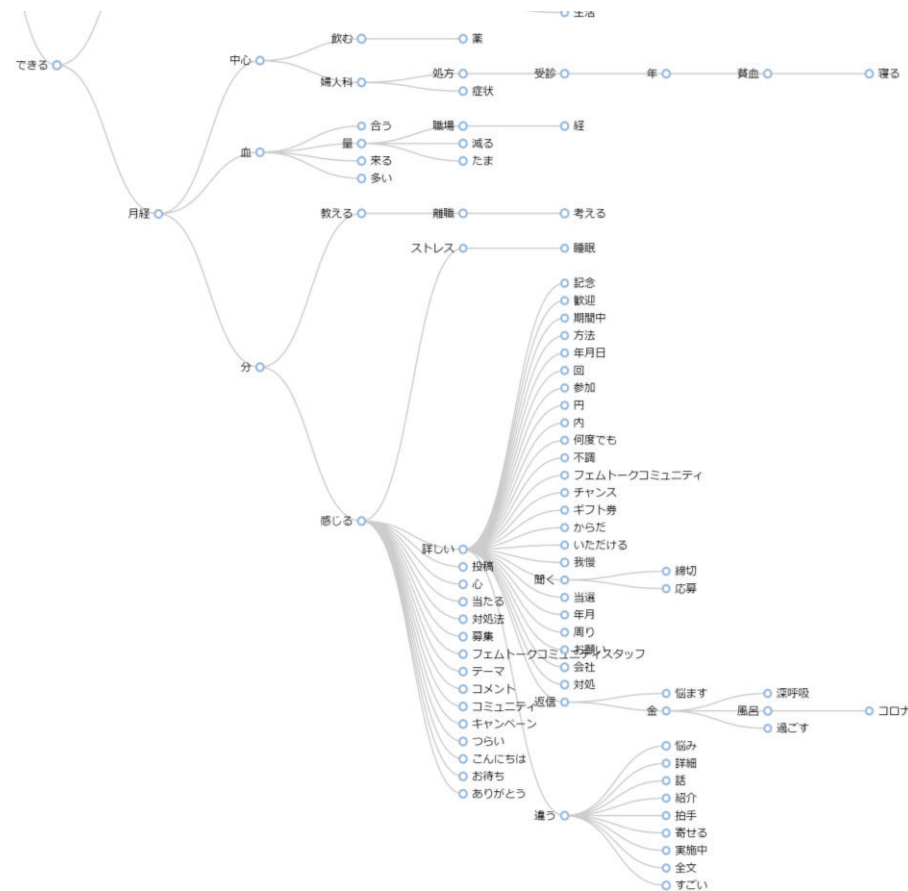 生活
できる
中心
飲む
薬
婦人科
処方
受診
年
貧血
寝る
症状
血
合う
量
職場
経
減る
たま
来る
多い
月経
教える
離職
考える
ストレス
睡眠
分
感じる
詳しい
記念
歓迎
期間中
方法
年月日
回
参加
円
内
何度でも
不調
フェムトークコミュニティ
チャンス
ギフト券
からだ
いただける
我慢
聞く
締切
応募
当選
年月
周り
お願い
会社
対処
返信
悩ます
金
深呼吸
風呂
コロナ
過ごす
違う
悩み
詳細
話
紹介
拍手
寄せる
実施中
全文
すごい
投稿
心
当たる
対処法
募集
フェムトークコミュニティスタッフ
テーマ
コメント
コミュニティ
キャンペーン
つらい
こんにちは
お待ち
ありがとう